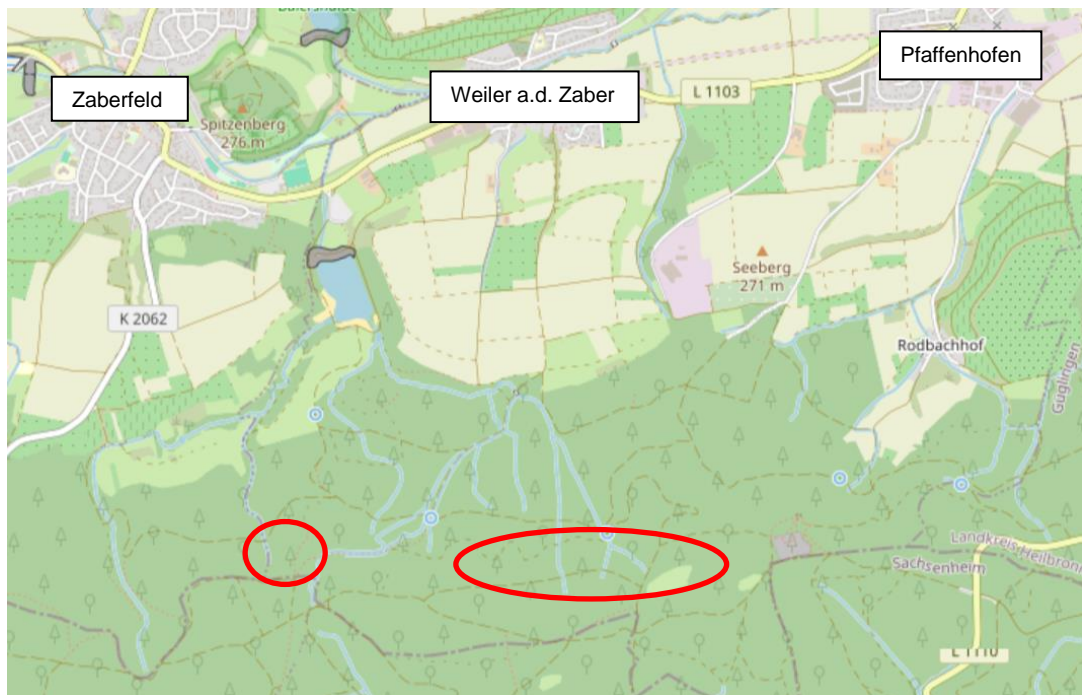 Zaberfeld
Weiler a.d. Zaber
Pfaffenhofen
L 1103
Spitzenberg
276 m
Seeberg
271 m
K 2062
Rodbachhof
Güglingen
Landkreis Heilbronn
Sachsenheim
L 1110